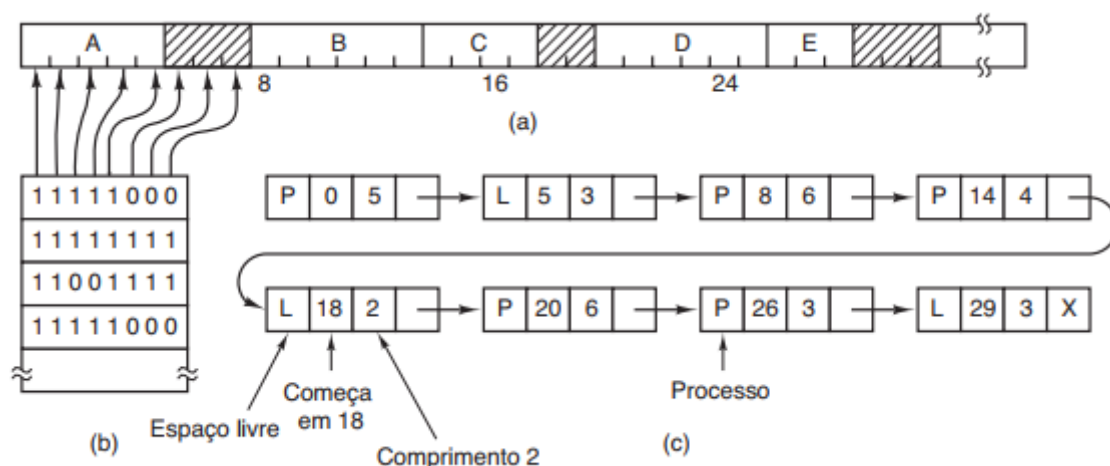 A B C D E
8 16 24
(a)
1 1 1 1 1 0 0 0
1 1 1 1 1 1 1 1
1 1 0 0 1 1 1 1
1 1 1 1 1 0 0 0
(b)
P 0 5 L 5 3 P 8 6 P 14 4
L 18 2 P 20 6 P 26 3 L 29 3 X
Espaço livre
Começa
em 18
Comprimento 2
Processo
(c)